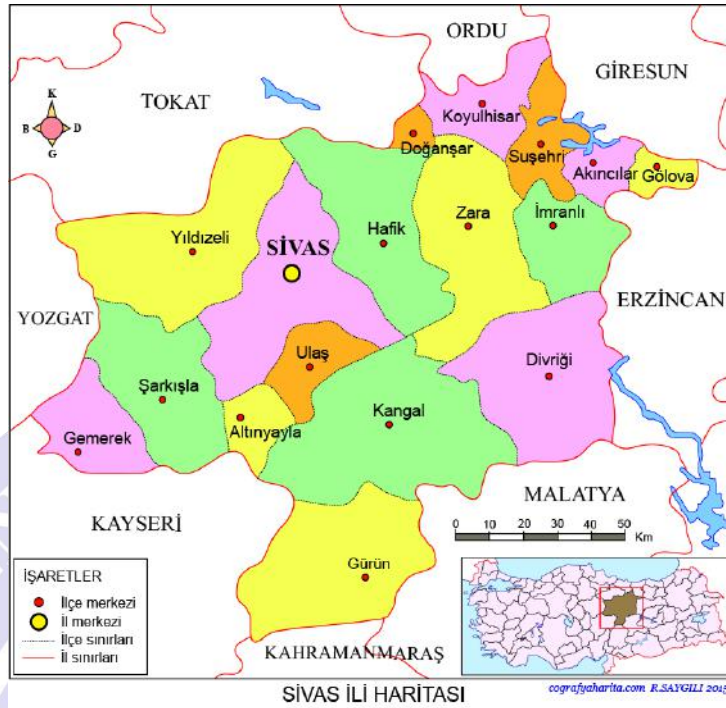 ORDU
GİRESUN
TOKAT
K
B
D
G
Koyulhisar
Doğanşar
Suşehri
Akıncılar
Gölova
Yıldızeli
Hafik
Zara
İmranlı
SİVAS
ERZİNCAN
YOZGAT
Ulaş
Divriği
Şarkışla
Altınyayla
Kangal
Gemerek
MALATYA
KAYSERİ
0 10 20 30 40 50
Km
Gürün
İŞARETLER
İlçe merkezi
İl merkezi
İlçe sınırları
İl sınırları
KAHRAMANMARAŞ
SİVAS İLİ HARİTASI
cografyaharita.com R.SAYGILI 2015